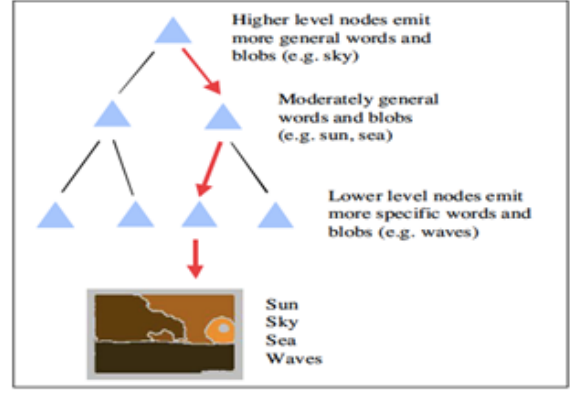 Higher level nodes emit
more general words and
blobs (e.g. sky)
Moderately general
words and blobs
(e.g. sun, sea)
Lower level nodes emit
more specific words and
blobs (e.g. waves)
Sun
Sky
Sea
Waves